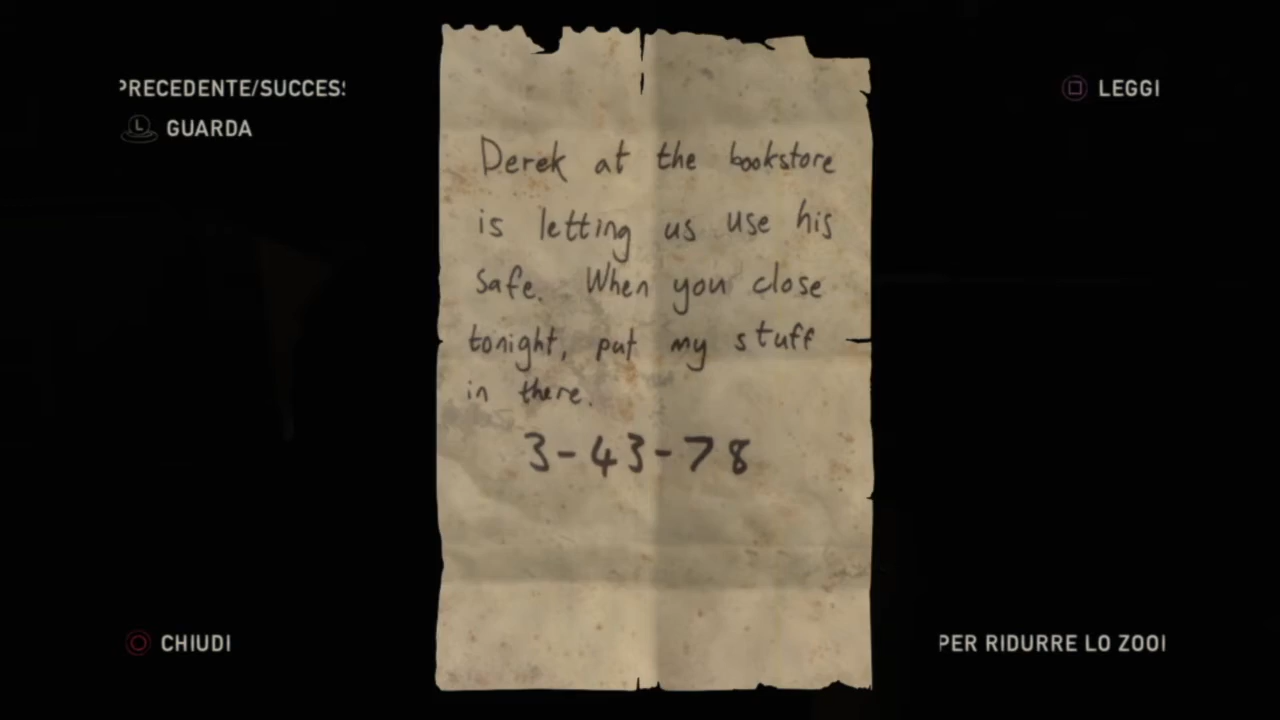 PRECEDENTE/SUCCES
GUARDA
LEGGI
Derek at the bookstore
is letting us use his
safe. When you close
tonight, put my stuff
in there.
3-43-78
CHIUDI
PER RIDURRE LO ZOO